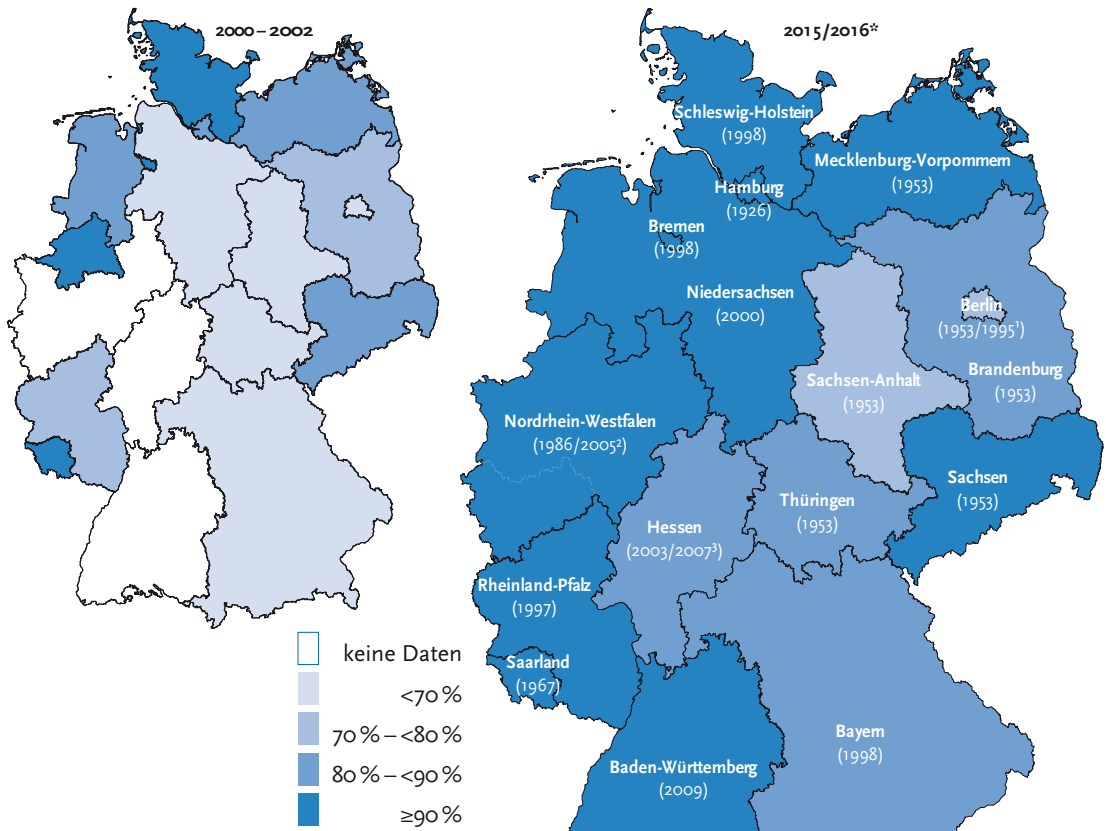 2000–2002
2015/2016*
Schleswig-Holstein
(1998)
Mecklenburg-Vorpommern
(1953)
Hamburg
(1926)
Bremen
(1998)
Niedersachsen
(2000)
Berlin
(1953/1995¹)
Brandenburg
(1953)
Sachsen-Anhalt
(1953)
Nordrhein-Westfalen
(1986/2005²)
Sachsen
(1953)
Thüringen
(1953)
Hessen
(2003/2007³)
Rheinland-Pfalz
(1997)
Saarland
(1967)
Bayern
(1998)
Baden-Württemberg
(2009)
keine Daten
<70 %
70 % – <80 %
80 % – <90 %
≥90 %